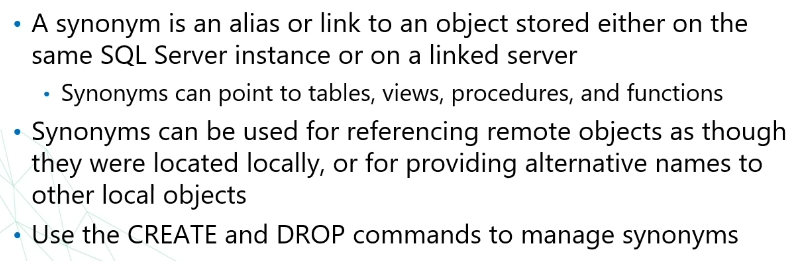 • A synonym is an alias or link to an object stored either on the
same SQL Server instance or on a linked server
• Synonyms can point to tables, views, procedures, and functions
• Synonyms can be used for referencing remote objects as though
they were located locally, or for providing alternative names to
other local objects
• Use the CREATE and DROP commands to manage synonyms